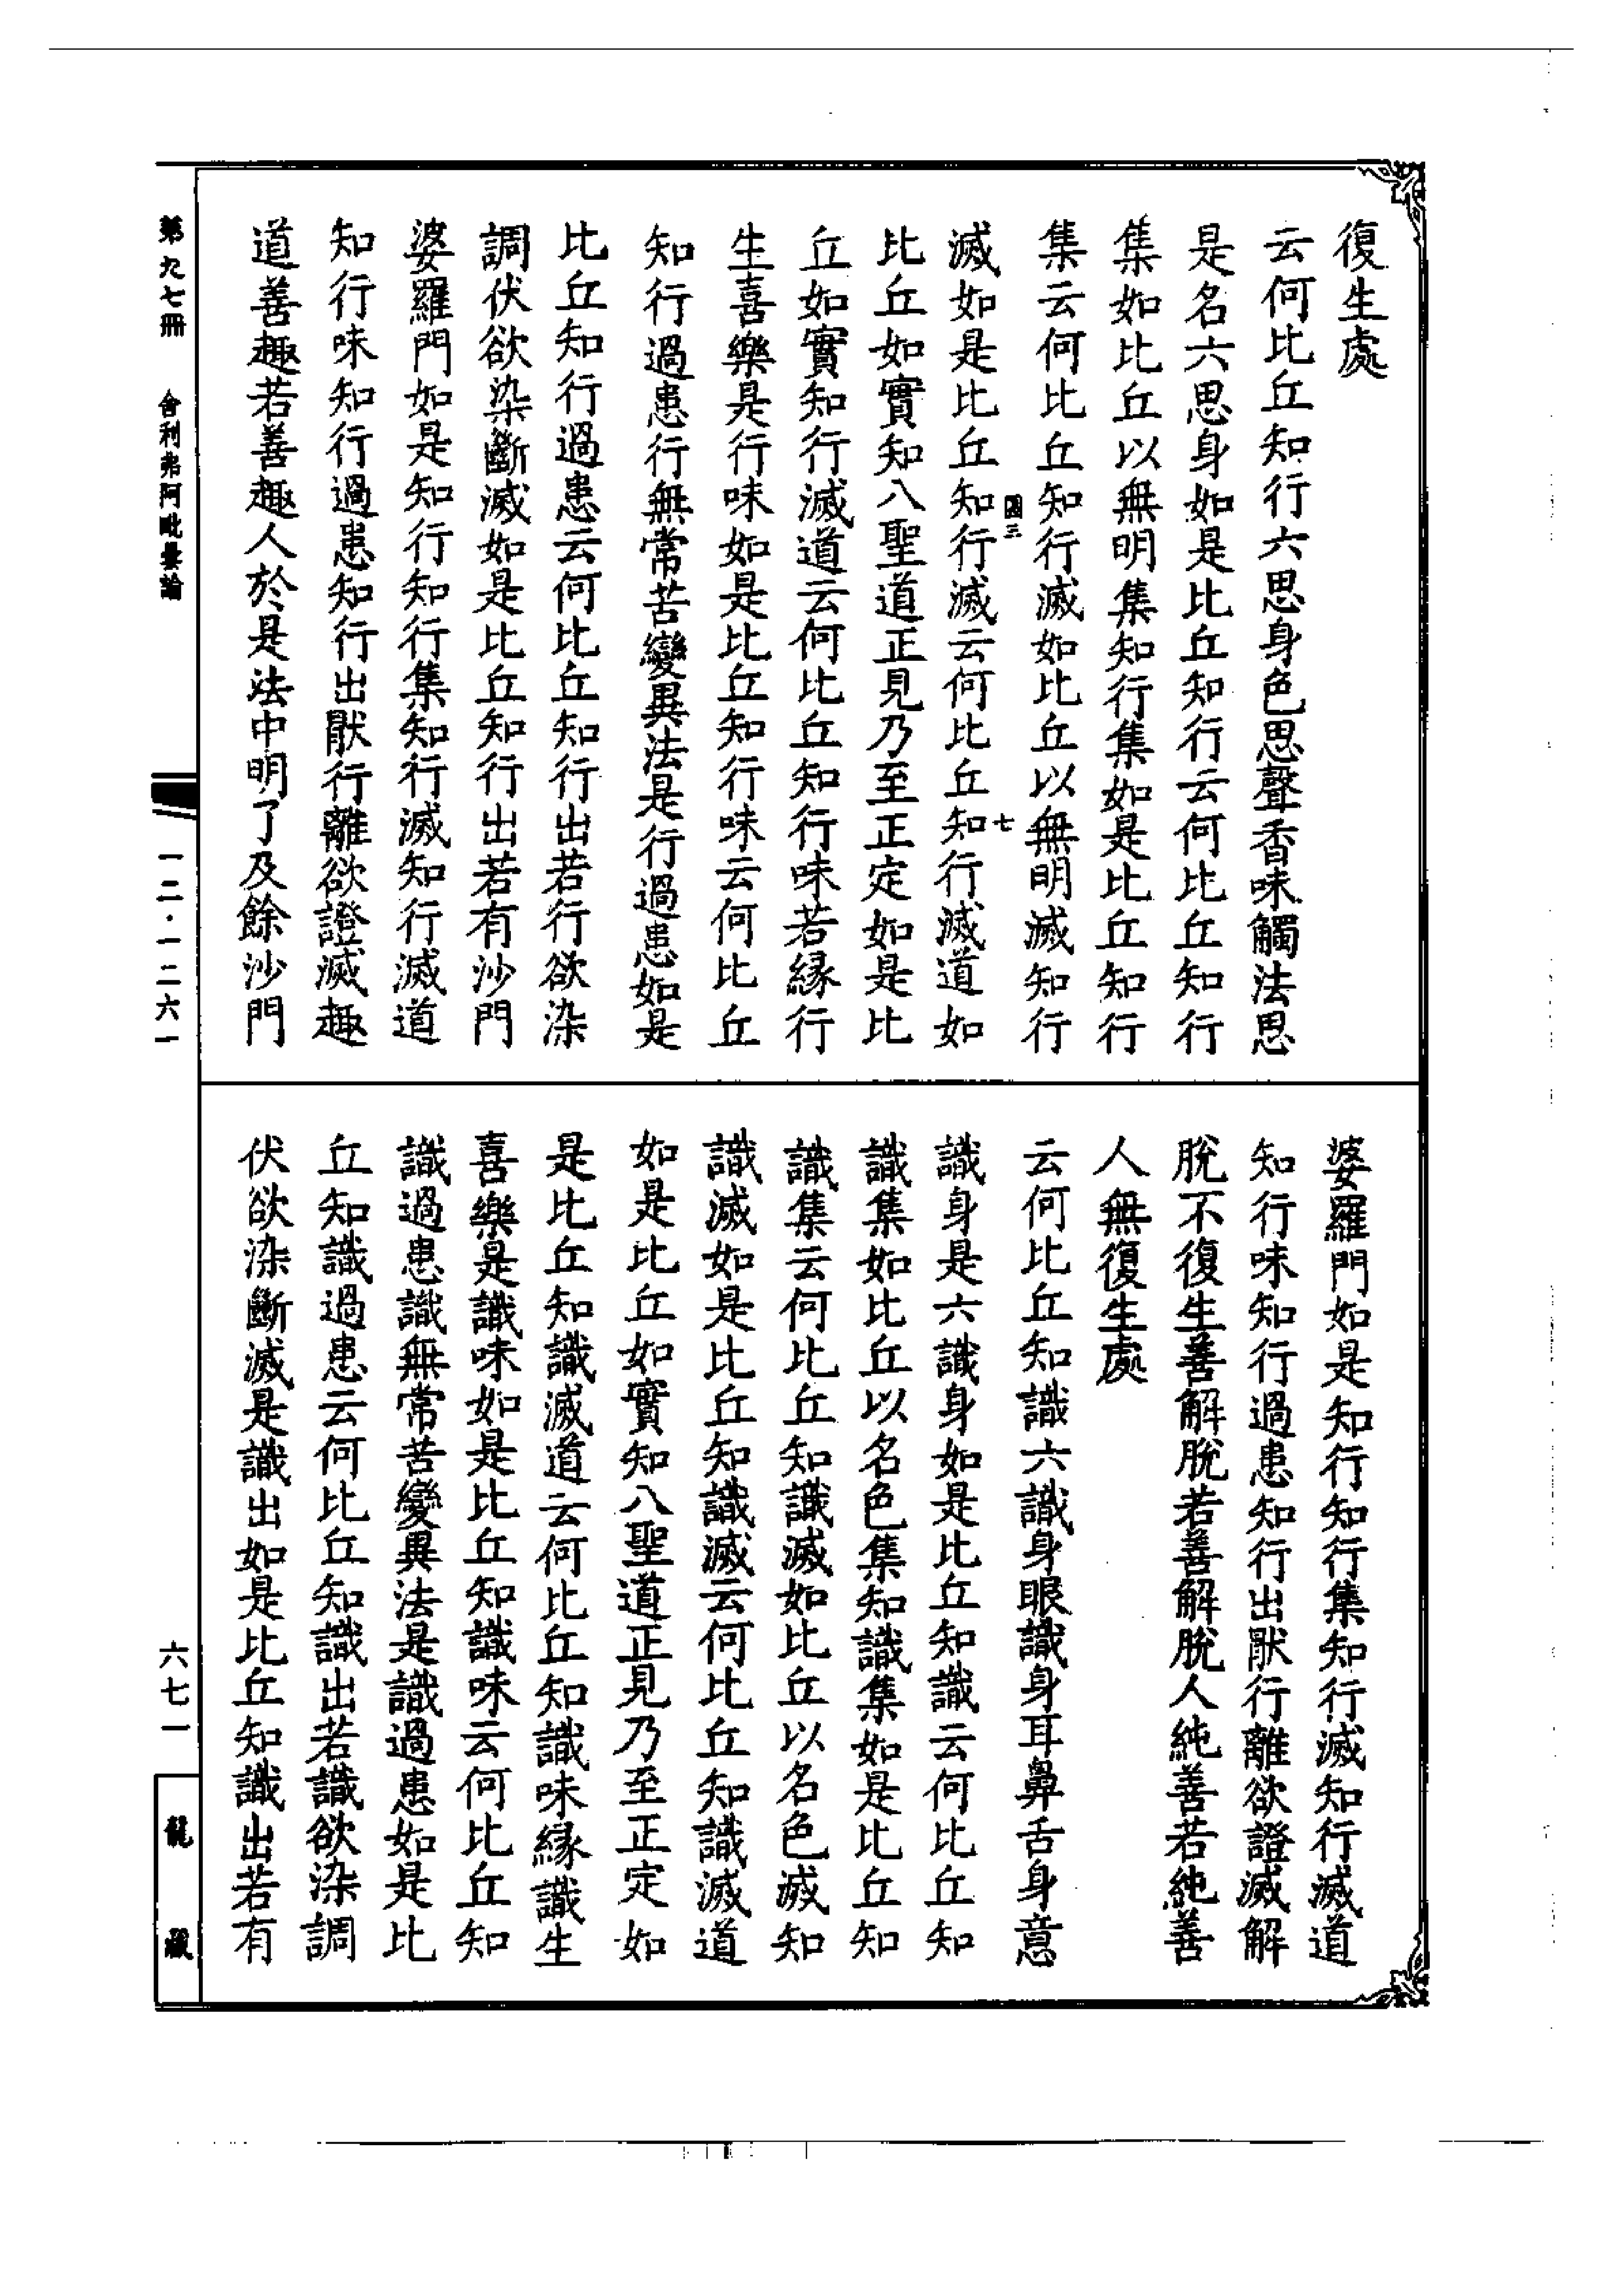 復生處
云何比丘知行六思身色思聲香味觸法思
是名六思身如是比丘知行云何比丘知行
集如比丘以無明集知行集如是比丘知行
集云何比丘知行滅如比丘以無明滅知行
圖三
七
滅如是比丘知行滅云何比丘知行滅道如
比丘如實知八聖道正見乃至正定如是比
丘如實知行滅道云何比丘知行味若緣行
生喜樂是行味如是比丘知行味云何比丘
知行過患行無常苦變異法是行過患如是
比丘知行過患云何比丘知行出若行欲染
調伏欲染斷滅如是比丘知行出若有沙門
婆羅門如是知行知行集知行滅知行滅道
知行味知行過患知行出猒行離欲證滅趣
道善趣若善趣人於是法中明了及餘沙門
婆羅門如是知行知行集知行滅知行滅道
知行味知行過患知行出猒行離欲證滅解
脫不復生善解脫若善解脫人純善若純善
人無復生處
云何比丘知識六識身眼識身耳鼻舌身意
識身是六識身如是比丘知識云何比丘知
識集如比丘以名色集知識集如是比丘知
識集云何比丘知識滅如比丘以名色滅知
識滅如是比丘知識滅云何比丘知識滅道
如是比丘如實知八聖道正見乃至正定如
是比丘知識滅道云何比丘知識味緣識生
喜樂是識味如是比丘知識味云何比丘知
識過患識無常苦變異法是識過患如是比
丘知識過患云何比丘知識出若識欲染調
伏欲染斷滅是識出如是比丘知識出若有
第九七冊 舍利弗阿毗曇論 一二·一二六一 六七一 龍藏